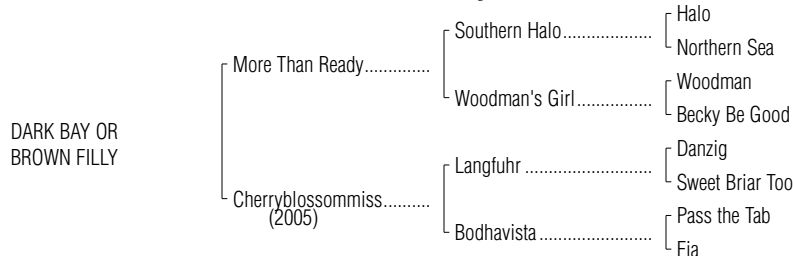 Halo
Southern Halo....................
Northern Sea
More Than Ready..............
Woodman
Woodman's Girl.................
Becky Be Good
DARK BAY OR
BROWN FILLY
Danzig
Langfuhr ..........................
Sweet Briar Too
Cherryblossommiss..........
(2005)
Pass the Tab
Bodhavista.......................
Fia